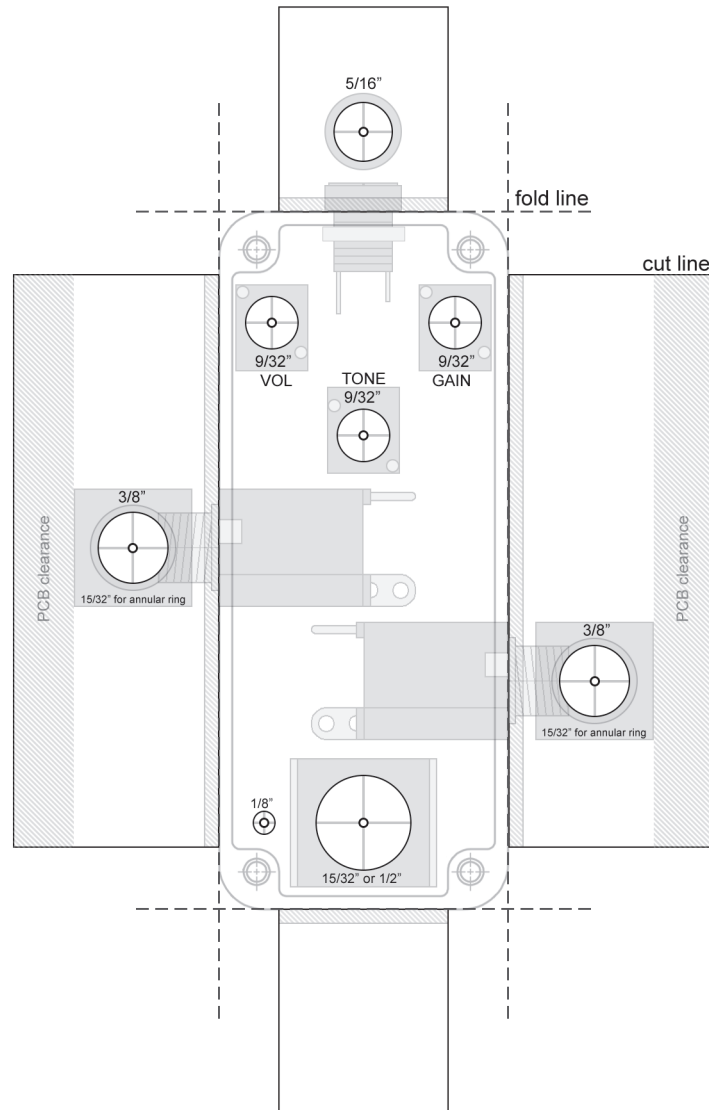 5/16”
fold line
cut line
9/32”
VOL
TONE
9/32”
9/32”
GAIN
3/8”
15/32” for annular ring
PCB clearance
3/8”
15/32” for annular ring
PCB clearance
1/8”
15/32” or 1/2”